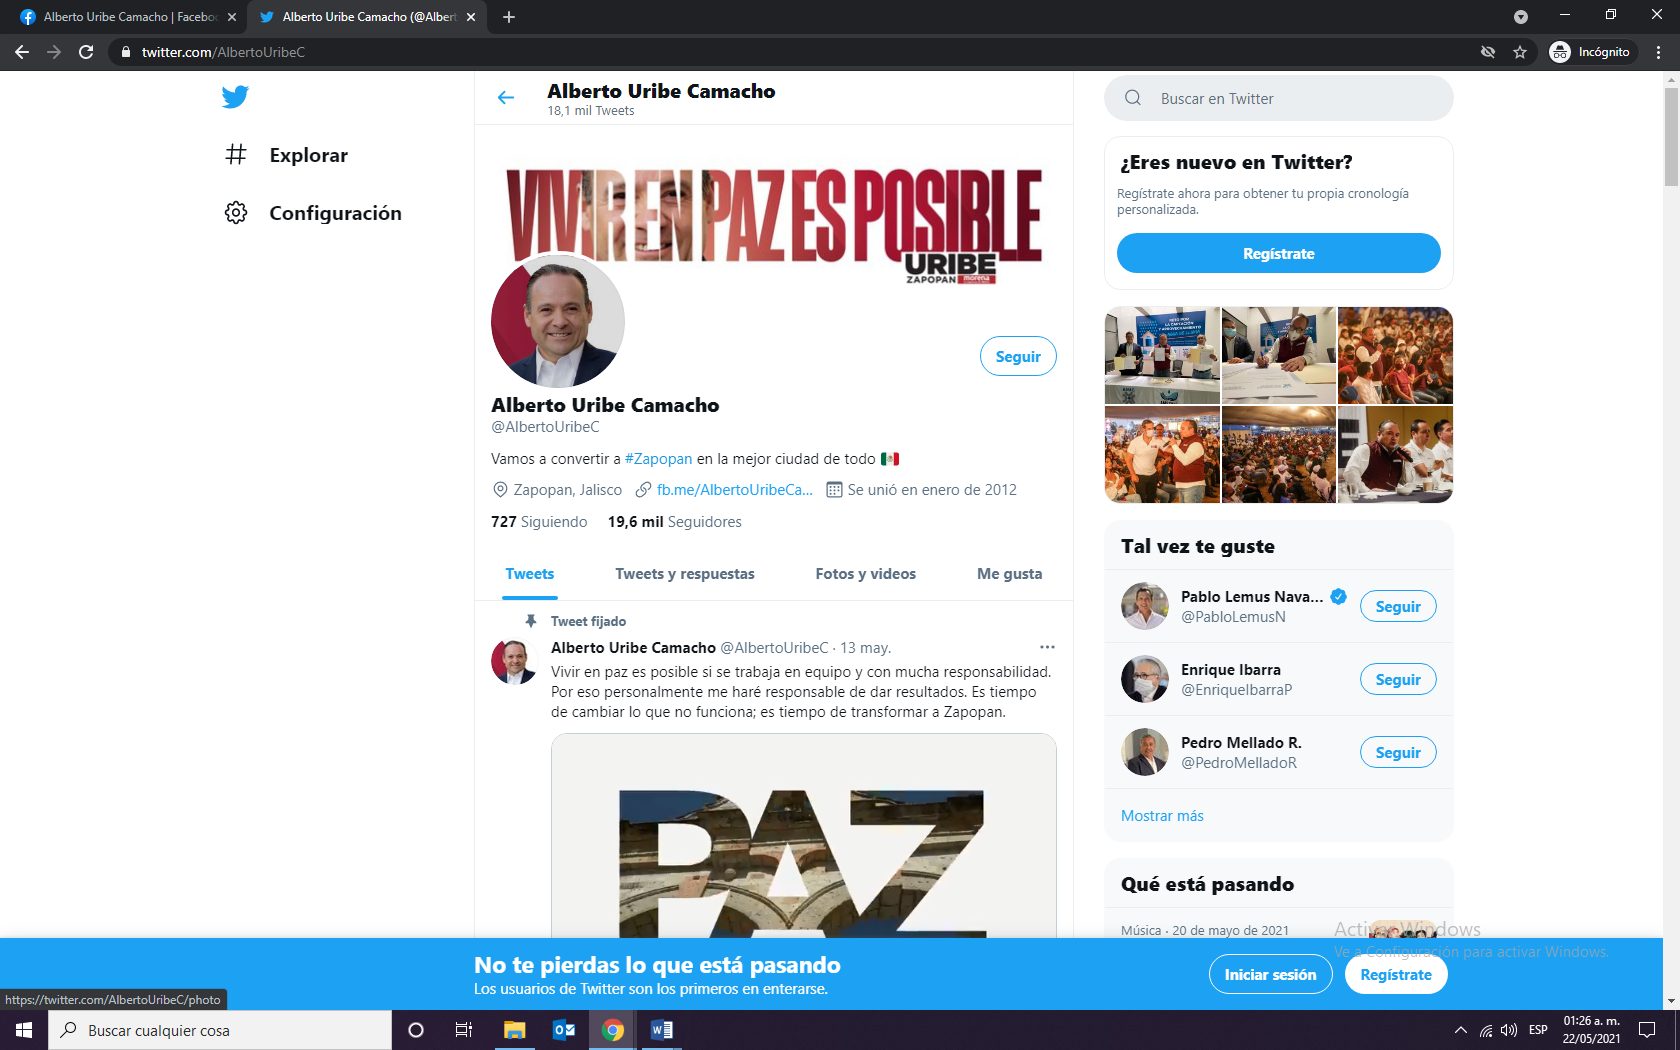 Alberto Uribe Camacho | Facebo
Alberto Uribe Camacho (@Albert
twitter.com/AlbertoUribeC
Incógnito
Explorar
Configuración
Alberto Uribe Camacho
18,1 mil Tweets
VIVIR EN PAZ ES POSIBLE
URIBE
ZAPOPAN morena
Seguir
Alberto Uribe Camacho
@AlbertoUribeC
Vamos a convertir a #Zapopan en la mejor ciudad de todo
Zapopan, Jalisco fb.me/AlbertoUribeCa... Se unió en enero de 2012
727 Siguiendo 19,6 mil Seguidores
Tweets Tweets y respuestas Fotos y videos Me gusta
Tweet fijado
Alberto Uribe Camacho @AlbertoUribeC · 13 may.
Vivir en paz es posible si se trabaja en equipo y con mucha responsabilidad.
Por eso personalmente me haré responsable de dar resultados. Es tiempo
de cambiar lo que no funciona; es tiempo de transformar a Zapopan.
PAZ
Buscar en Twitter
¿Eres nuevo en Twitter?
Regístrate ahora para obtener tu propia cronología
personalizada.
Regístrate
Tal vez te guste
Pablo Lemus Nava...
@PabloLemusN
Seguir
Enrique Ibarra
@EnriqueIbarraP
Seguir
Pedro Mellado R.
@PedroMelladoR
Seguir
Mostrar más
Qué está pasando
Música · 20 de mayo de 2021
Activar Windows
Ve a Configuración para activar Windows.
No te pierdas lo que está pasando
Los usuarios de Twitter son los primeros en enterarse.
Iniciar sesión
Regístrate
https://twitter.com/AlbertoUribeC/photo
Buscar cualquier cosa
ESP
01:26 a. m.
22/05/2021